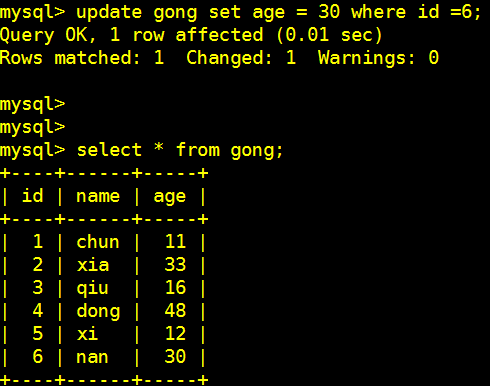 mysql> update gong set age = 30 where id =6;
Query OK, 1 row affected (0.01 sec)
Rows matched: 1  Changed: 1  Warnings: 0

mysql>
mysql>
mysql> select * from gong;
+----+------+-----+
| id | name | age |
+----+------+-----+
|  1 | chun |  11 |
|  2 | xia  |  33 |
|  3 | qiu  |  16 |
|  4 | dong |  48 |
|  5 | xi   |  12 |
|  6 | nan  |  30 |
+----+------+-----+